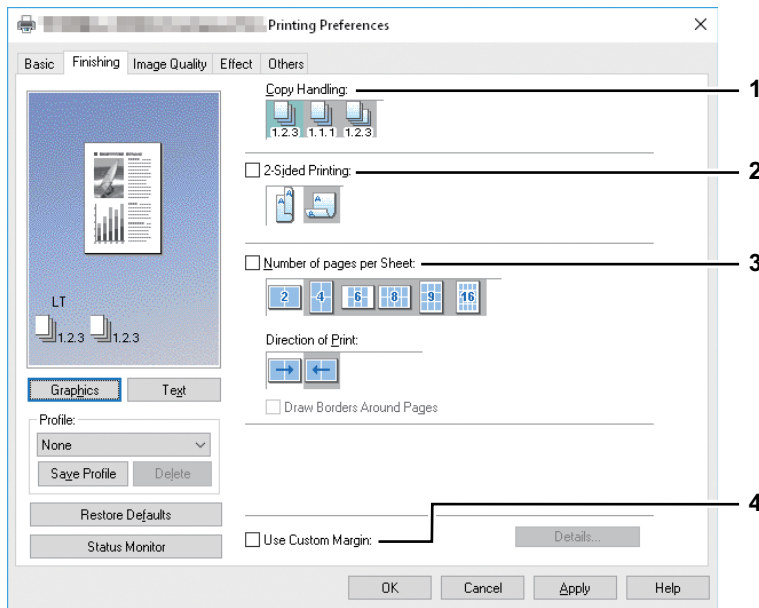 Printing Preferences
Basic Finishing Image Quality Effect Others
Copy Handling: 1
1.2.3 1.1.1 1.2.3
2-Sided Printing: 2
A A
A A
Number of pages per Sheet: 3
2 4 6 8 9 16
LT
1.2.3 1.2.3
Direction of Print:
Graphics Text
Draw Borders Around Pages
Profile:
None
Save Profile Delete
Restore Defaults
4
Use Custom Margin: Details...
Status Monitor
OK Cancel Apply Help